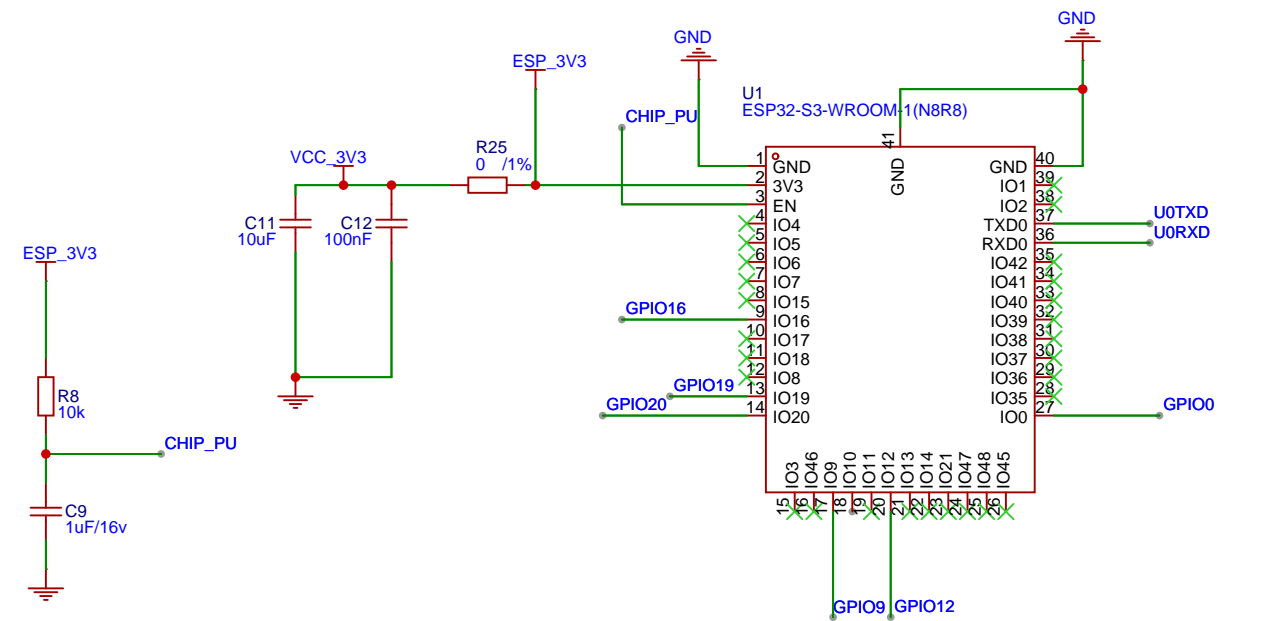 GND
GND
ESP_3V3
U1
ESP32-S3-WROOM-1(N8R8)
CHIP_PU
R25
0 /1%
VCC_3V3
C11
10uF
C12
100nF
ESP_3V3
R8
10k
CHIP_PU
C9
1uF/16v
41
GND
1 GND
2 3V3
3 EN
4 IO4
5 IO5
6 IO6
7 IO7
8 IO15
GPIO16
9 IO16
10 IO17
11 IO18
12 IO8
GPIO19
13 IO19
GPIO20
14 IO20
GND 40
IO1 39
IO2 38
TXD0 37
U0TXD
RXD0 36
U0RXD
IO42 35
IO41 34
IO40 33
IO39 32
IO38 31
IO37 30
IO36 29
IO35 28
IO0 27
GPIO0
IO3 IO46 IO9 IO10 IO11 IO12 IO13 IO14 IO21 IO47 IO48 IO45
15 16 17 18 19 20 21 22 23 24 25 26
GPIO9
GPIO12